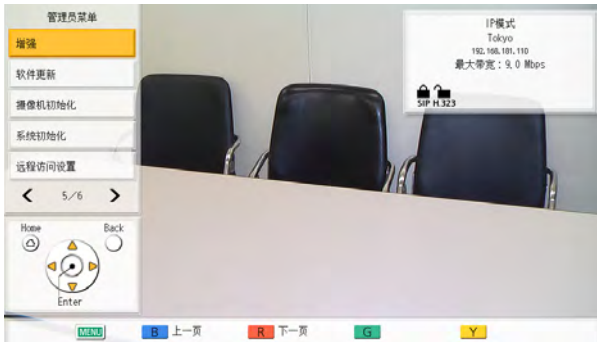 管理员菜单
增强
软件更新
摄像机初始化
系统初始化
远程访问设置
5/6
Home
Back
Enter
IP模式
Tokyo
192.168.101.110
最大带宽：9.0 Mbps
SIP H.323
MENU
B 上一页
R 下一页
G
Y